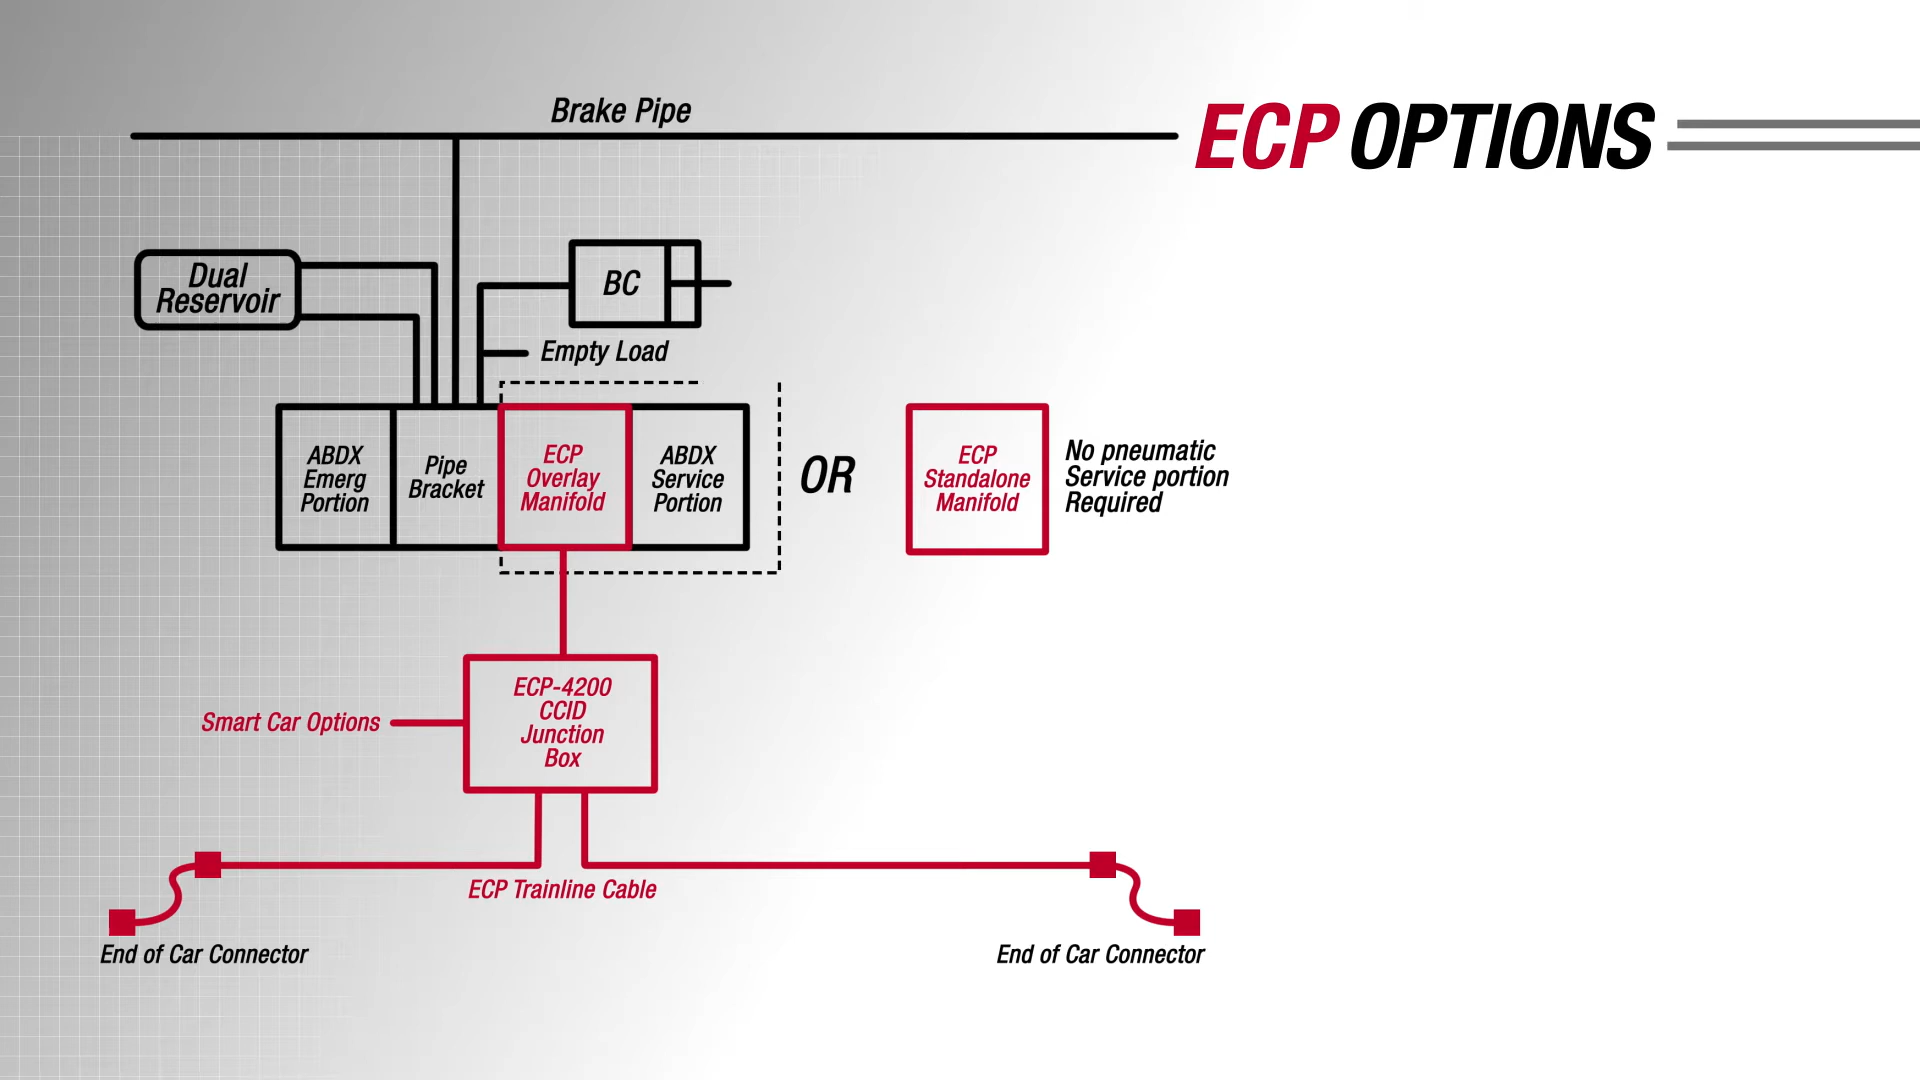 Brake Pipe
ECP OPTIONS
Dual
Reservoir
BC
Empty Load
ABDX
Emerg
Portion
Pipe
Bracket
ECP
Overlay
Manifold
ABDX
Service
Portion
OR
ECP
Standalone
Manifold
No pneumatic
Service portion
Required
ECP-4200
CCID
Junction
Box
Smart Car Options
ECP Trainline Cable
End of Car Connector
End of Car Connector